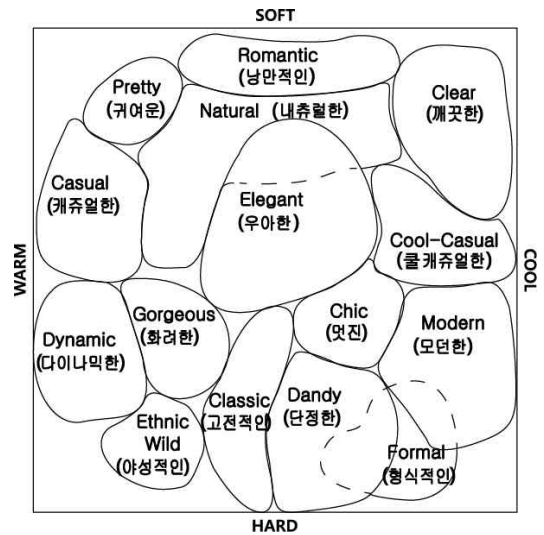 SOFT
Romantic
(낭만적인)
Pretty
(귀여운)
Natural (내츄럴한)
Clear
(깨끗한)
Casual
(캐쥬얼한)
Elegant
(우아한)
Cool-Casual
(쿨캐쥬얼한)
WARM
COOL
Gorgeous
(화려한)
Chic
(멋진)
Modern
(모던한)
Dynamic
(다이나믹한)
Classic
(고전적인)
Dandy
(단정한)
Ethnic
Wild
(야성적인)
Formal
(형식적인)
HARD